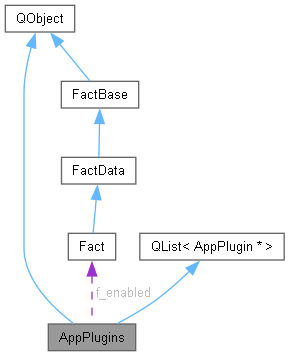 QObject
FactBase
FactData
Fact
QList< AppPlugin * >
f_enabled
AppPlugins